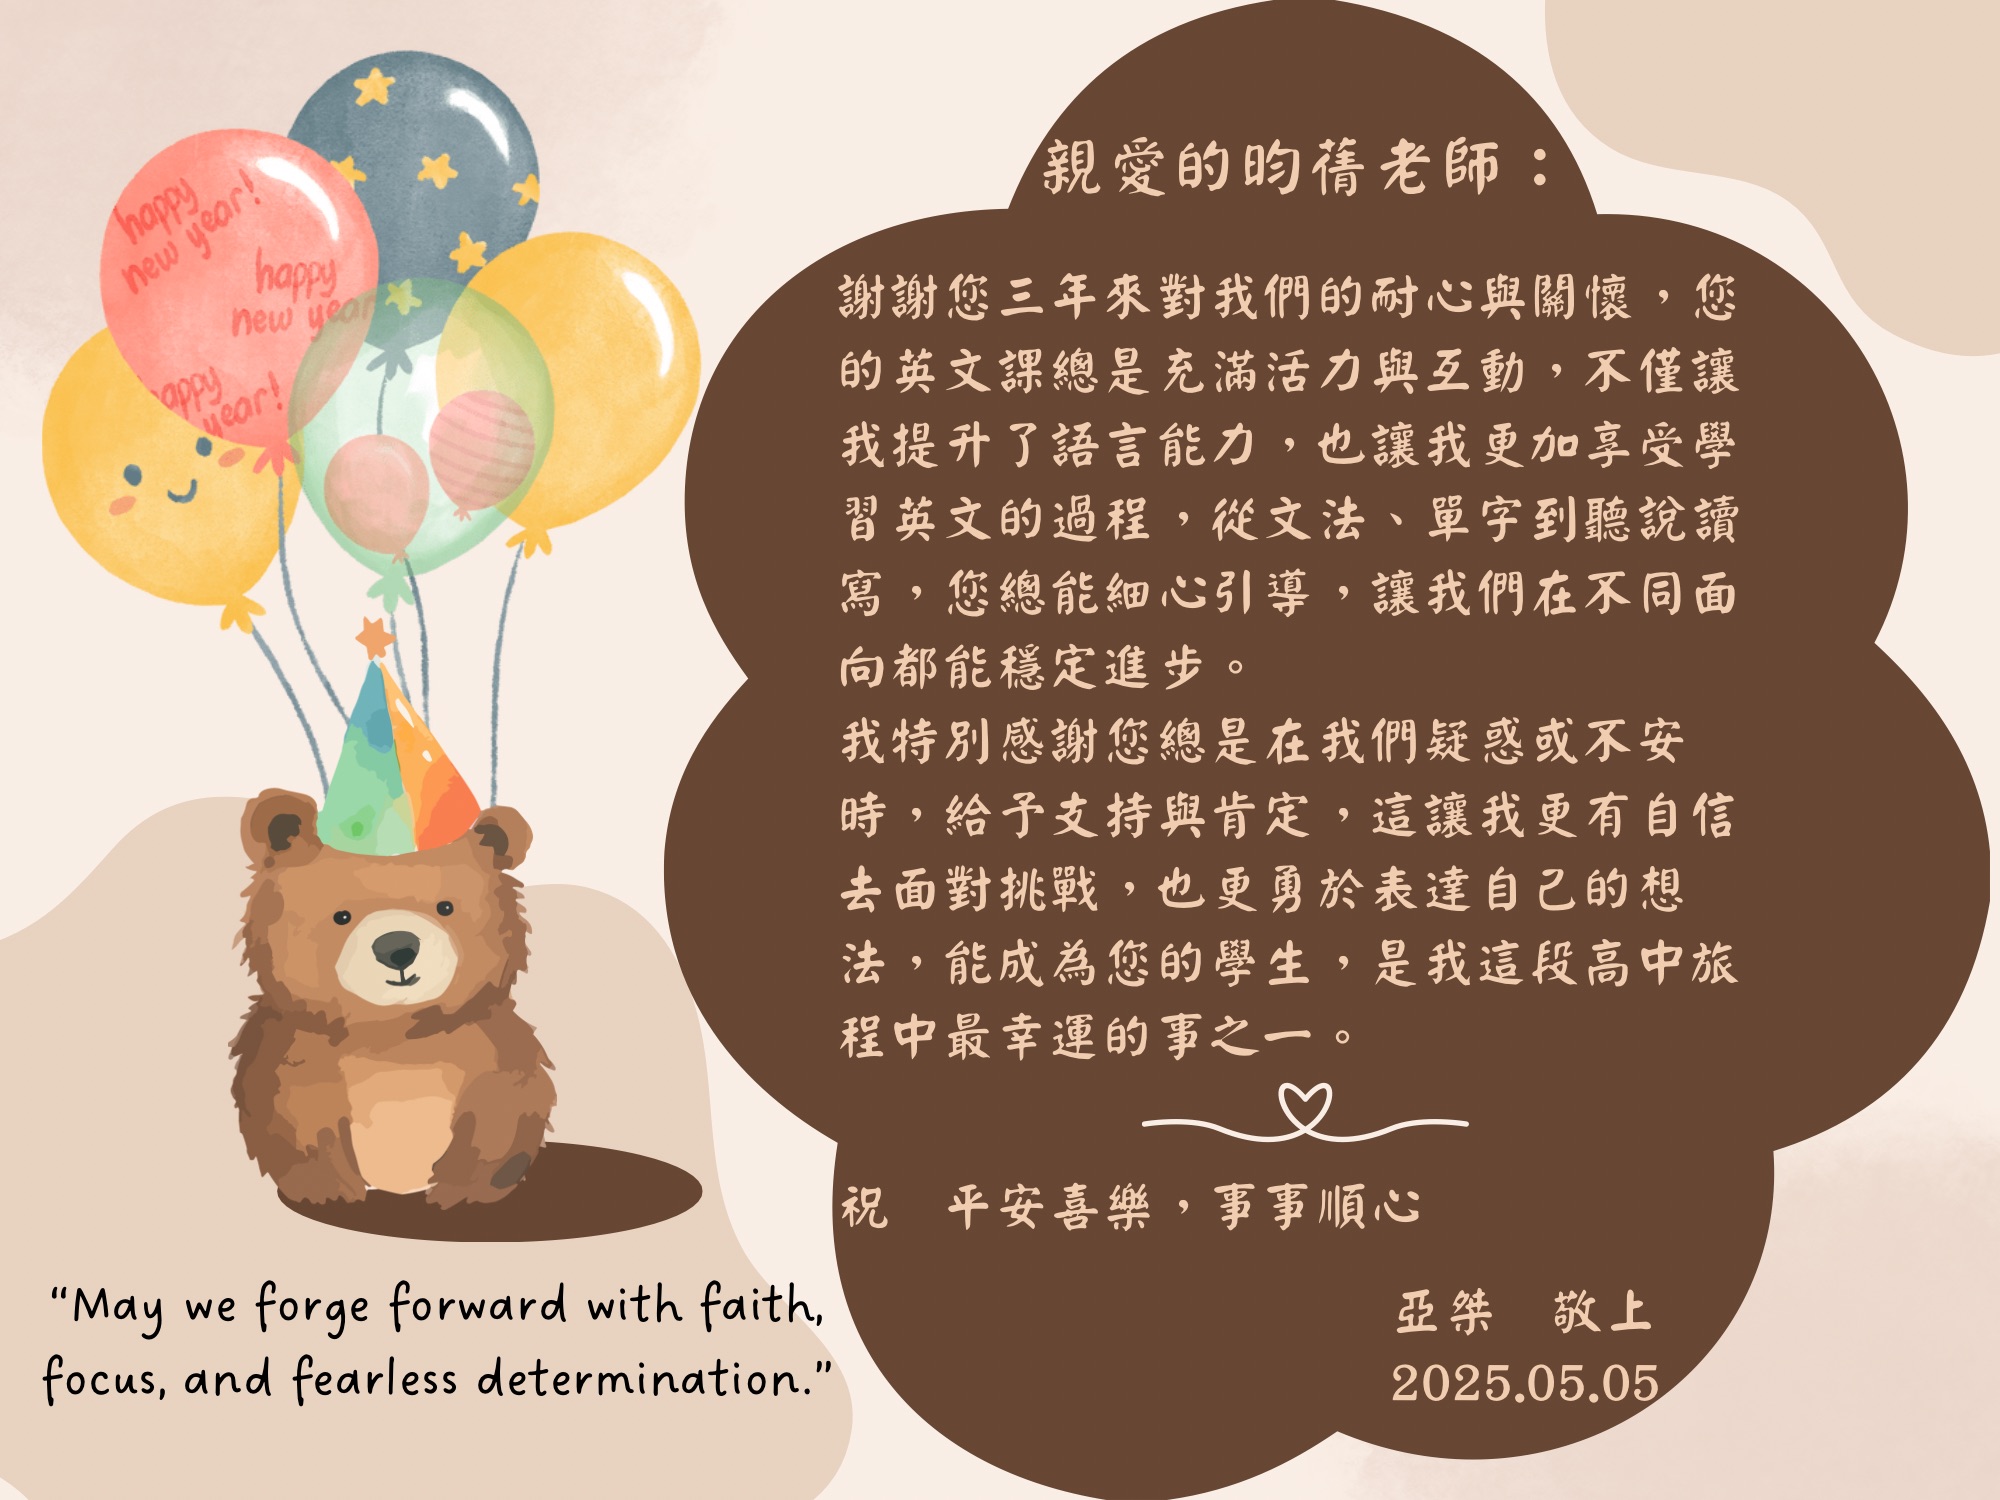 happy
new year!
happy
new year
appy
year!
親愛的昀蒨老師：
謝謝您三年來對我們的耐心與關懷，您
的英文課總是充滿活力與互動，不僅讓
我提升了語言能力，也讓我更加享受學
習英文的過程，從文法、單字到聽說讀
寫，您總能細心引導，讓我們在不同面
向都能穩定進步。
我特別感謝您總是在我們疑惑或不安
時，給予支持與肯定，這讓我更有自信
去面對挑戰，也更勇於表達自己的想
法，能成為您的學生，是我這段高中旅
程中最幸運的事之一。
祝　平安喜樂，事事順心
亞桀　敬上
2025.05.05
“May we forge forward with faith,
focus, and fearless determination.”